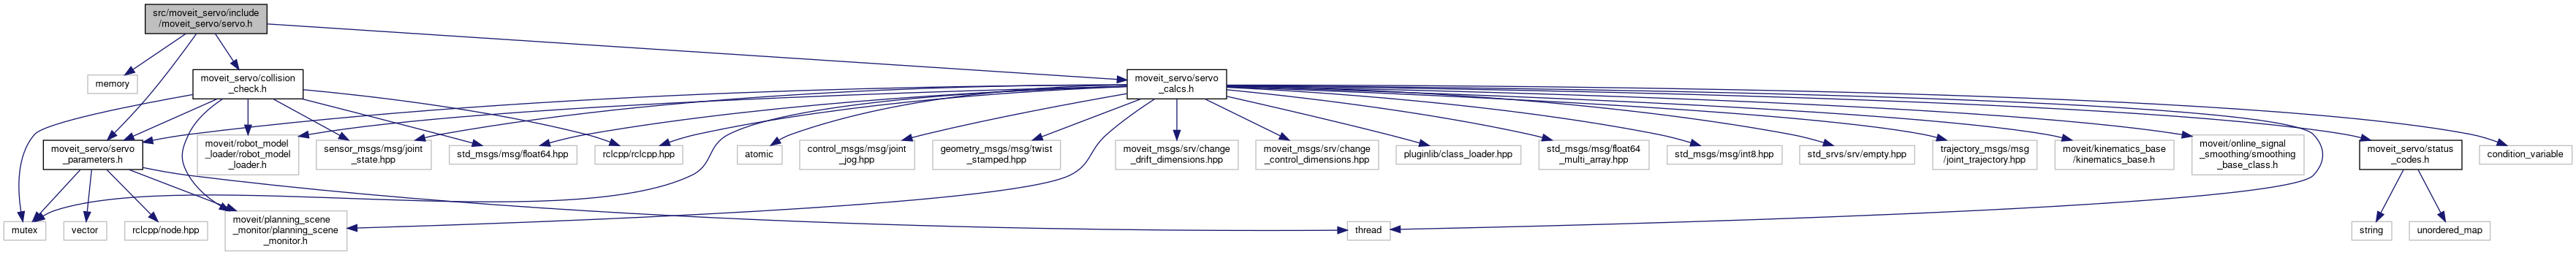 src/moveit_servo/include
/moveit_servo/servo.h
memory
moveit_servo/collision
_check.h
moveit_servo/servo
_calcs.h
moveit_servo/servo
_parameters.h
moveit/robot_model
_loader/robot_model
_loader.h
sensor_msgs/msg/joint
_state.hpp
std_msgs/msg/float64.hpp
rclcpp/rclcpp.hpp
atomic
control_msgs/msg/joint
_jog.hpp
geometry_msgs/msg/twist
_stamped.hpp
moveit_msgs/srv/change
_drift_dimensions.hpp
moveit_msgs/srv/change
_control_dimensions.hpp
pluginlib/class_loader.hpp
std_msgs/msg/float64
_multi_array.hpp
std_msgs/msg/int8.hpp
std_srvs/srv/empty.hpp
trajectory_msgs/msg
/joint_trajectory.hpp
moveit/kinematics_base
/kinematics_base.h
moveit/online_signal
_smoothing/smoothing
_base_class.h
moveit_servo/status
_codes.h
condition_variable
mutex
vector
rclcpp/node.hpp
moveit/planning_scene
_monitor/planning_scene
_monitor.h
thread
string
unordered_map